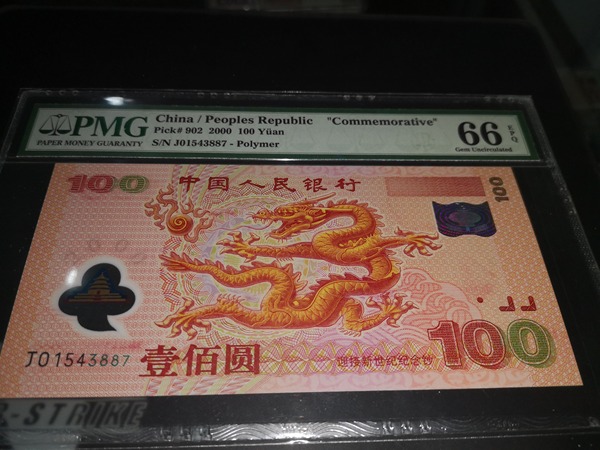 PMG
PAPER MONEY GUARANTY
China / Peoples Republic "Commemorative"
Pick# 902 2000 100 Yüan
S/N J01543887 - Polymer
66 EPQ
Gem Uncirculated
100 中国人民银行
100
J01543887
壹佰圆
迎接新世纪纪念钞
100
-STRIKE